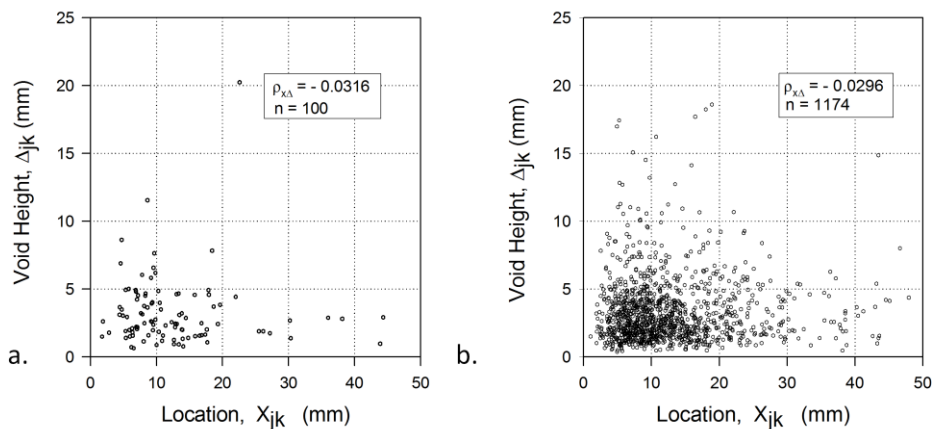 25
20
15
10
5
0
Void Height, Δjk (mm)
ρxΔ = - 0.0316
n = 100
0 10 20 30 40 50
Location, Xjk (mm)
a.
25
20
15
10
5
0
Void Height, Δjk (mm)
ρxΔ = - 0.0296
n = 1174
0 10 20 30 40 50
Location, Xjk (mm)
b.